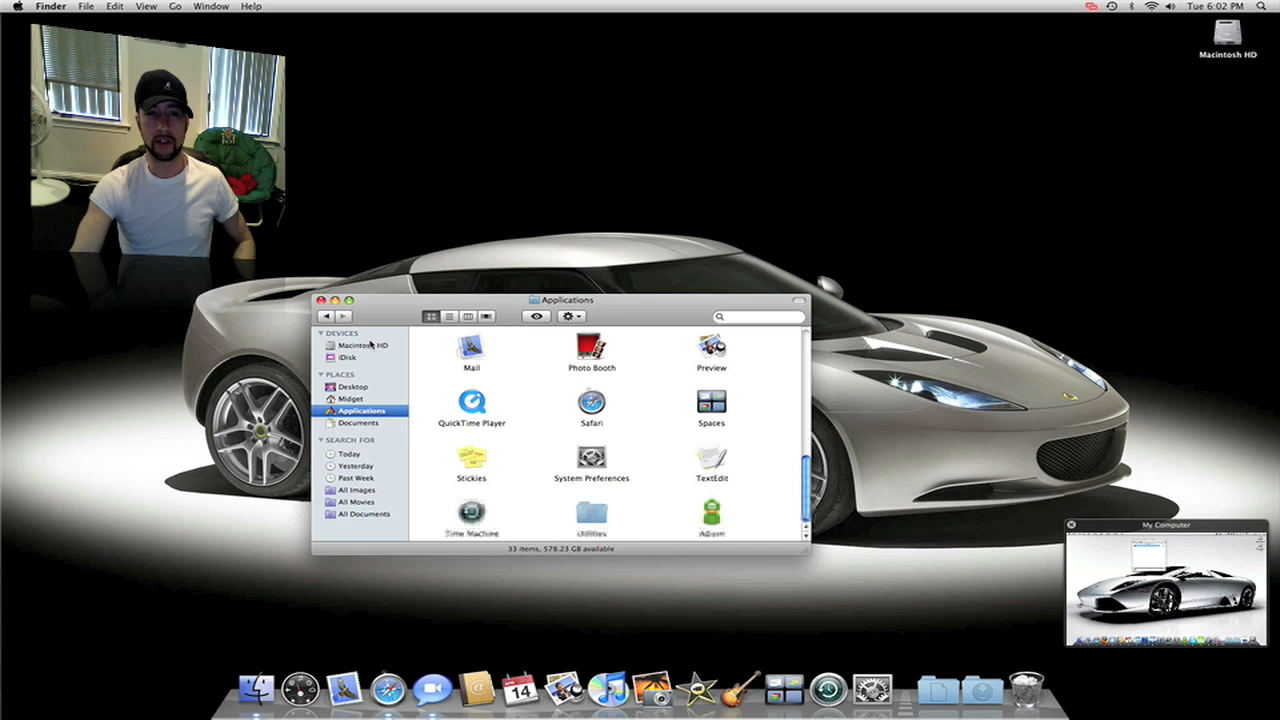 Finder File Edit View Go Window Help
Tue 6:02 PM
Macintosh HD
Applications
DEVICES
Macintosh HD
iDisk
PLACES
Desktop
Midget
Applications
Documents
SEARCH FOR
Today
Yesterday
Past Week
All Images
All Movies
All Documents
Mail Photo Booth Preview
QuickTime Player Safari Spaces
Stickies System Preferences TextEdit
Time Machine Utilities Adium
33 items, 578.23 GB available
My Computer
14